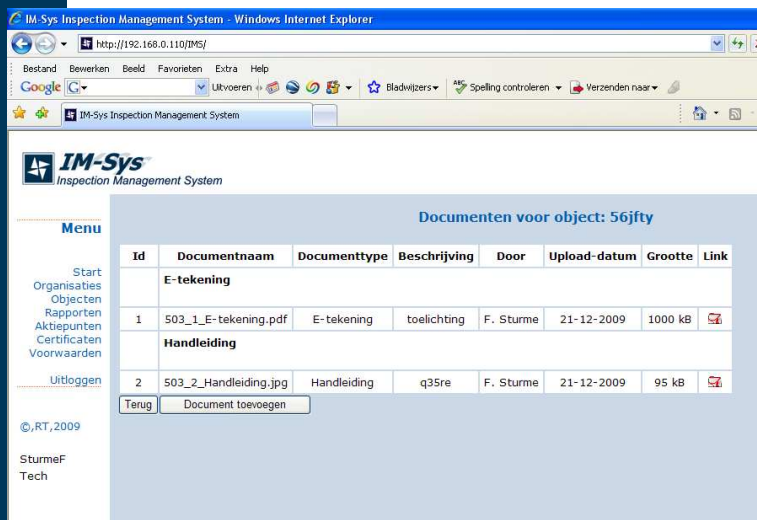 IM-Sys Inspection Management System - Windows Internet Explorer
http://192.168.0.110/IMS/
Bestand Bewerken Beeld Favorieten Extra Help
Google Uitvoeren Bladwijzers Spelling controleren Verzenden naar
IM-Sys Inspection Management System
IM-Sys
Inspection Management System
Menu
Start
Organisaties
Objecten
Rapporten
Aktiepunten
Certificaten
Voorwaarden
Uitloggen
©,RT,2009
SturmeF
Tech
Documenten voor object: 56jfty
Id Documentnaam Documenttype Beschrijving Door Upload-datum Grootte Link
E-tekening
1 503_1_E-tekening.pdf E-tekening toelichting F. Sturme 21-12-2009 1000 kB
Handleiding
2 503_2_Handleiding.jpg Handleiding q35re F. Sturme 21-12-2009 95 kB
Terug Document toevoegen